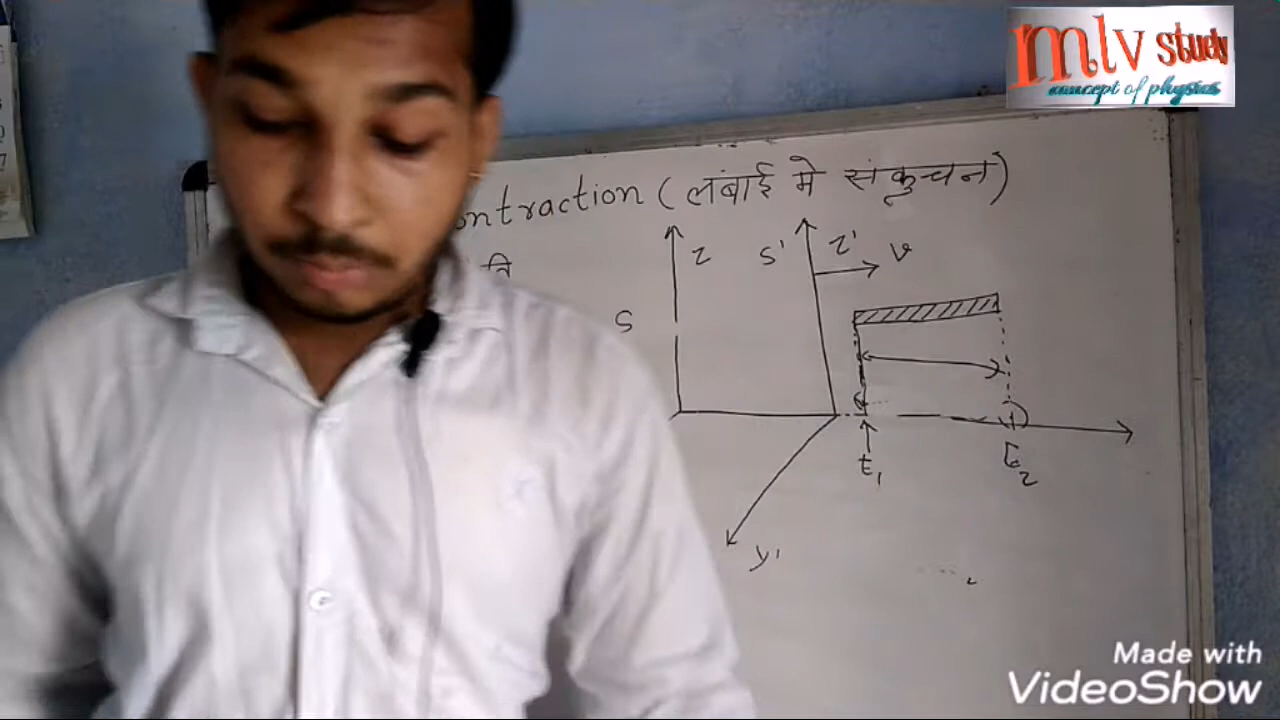 mlv study
concept of physics
ontraction (लंबाई मे संकुचन)
z s' z' v
S
t₁ t₂
y'
Made with
VideoShow